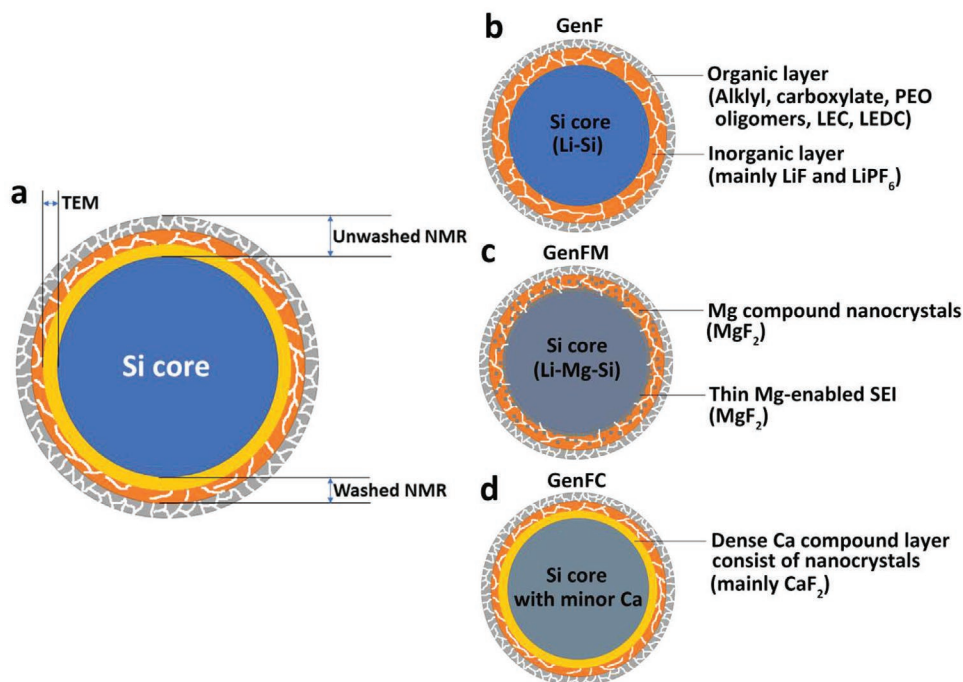 a
TEM
Unwashed NMR
Si core
Washed NMR
b
GenF
Si core
(Li-Si)
Organic layer
(Alklyl, carboxylate, PEO
oligomers, LEC, LEDC)
Inorganic layer
(mainly LiF and LiPF₆)
c
GenFM
Si core
(Li-Mg-Si)
Mg compound nanocrystals
(MgF₂)
Thin Mg-enabled SEI
(MgF₂)
d
GenFC
Si core
with minor Ca
Dense Ca compound layer
consist of nanocrystals
(mainly CaF₂)